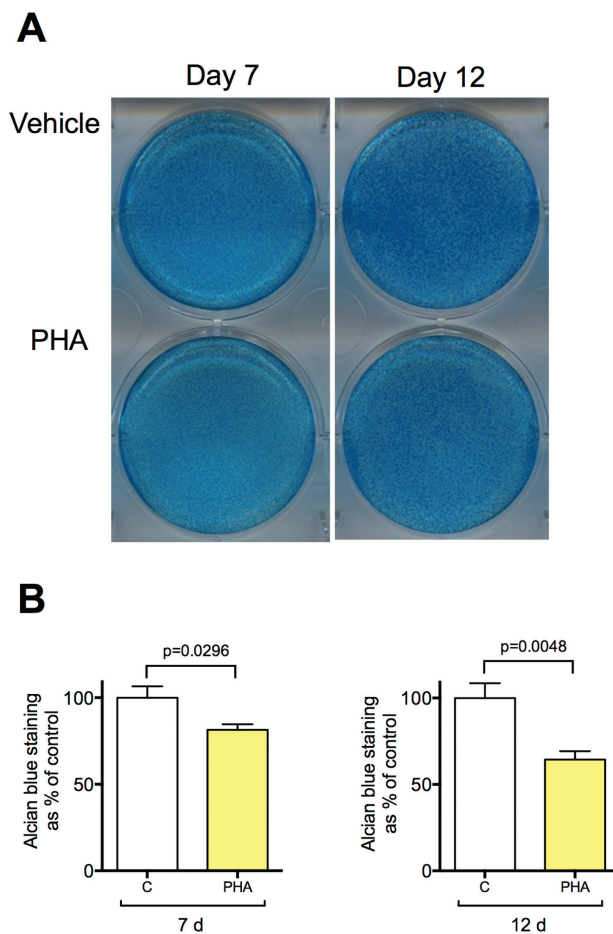 A
Day 7 Day 12
Vehicle
PHA
B
p=0.0296
Alcian blue staining
as % of control
100
50
0
C PHA
7 d
p=0.0048
Alcian blue staining
as % of control
100
50
0
C PHA
12 d